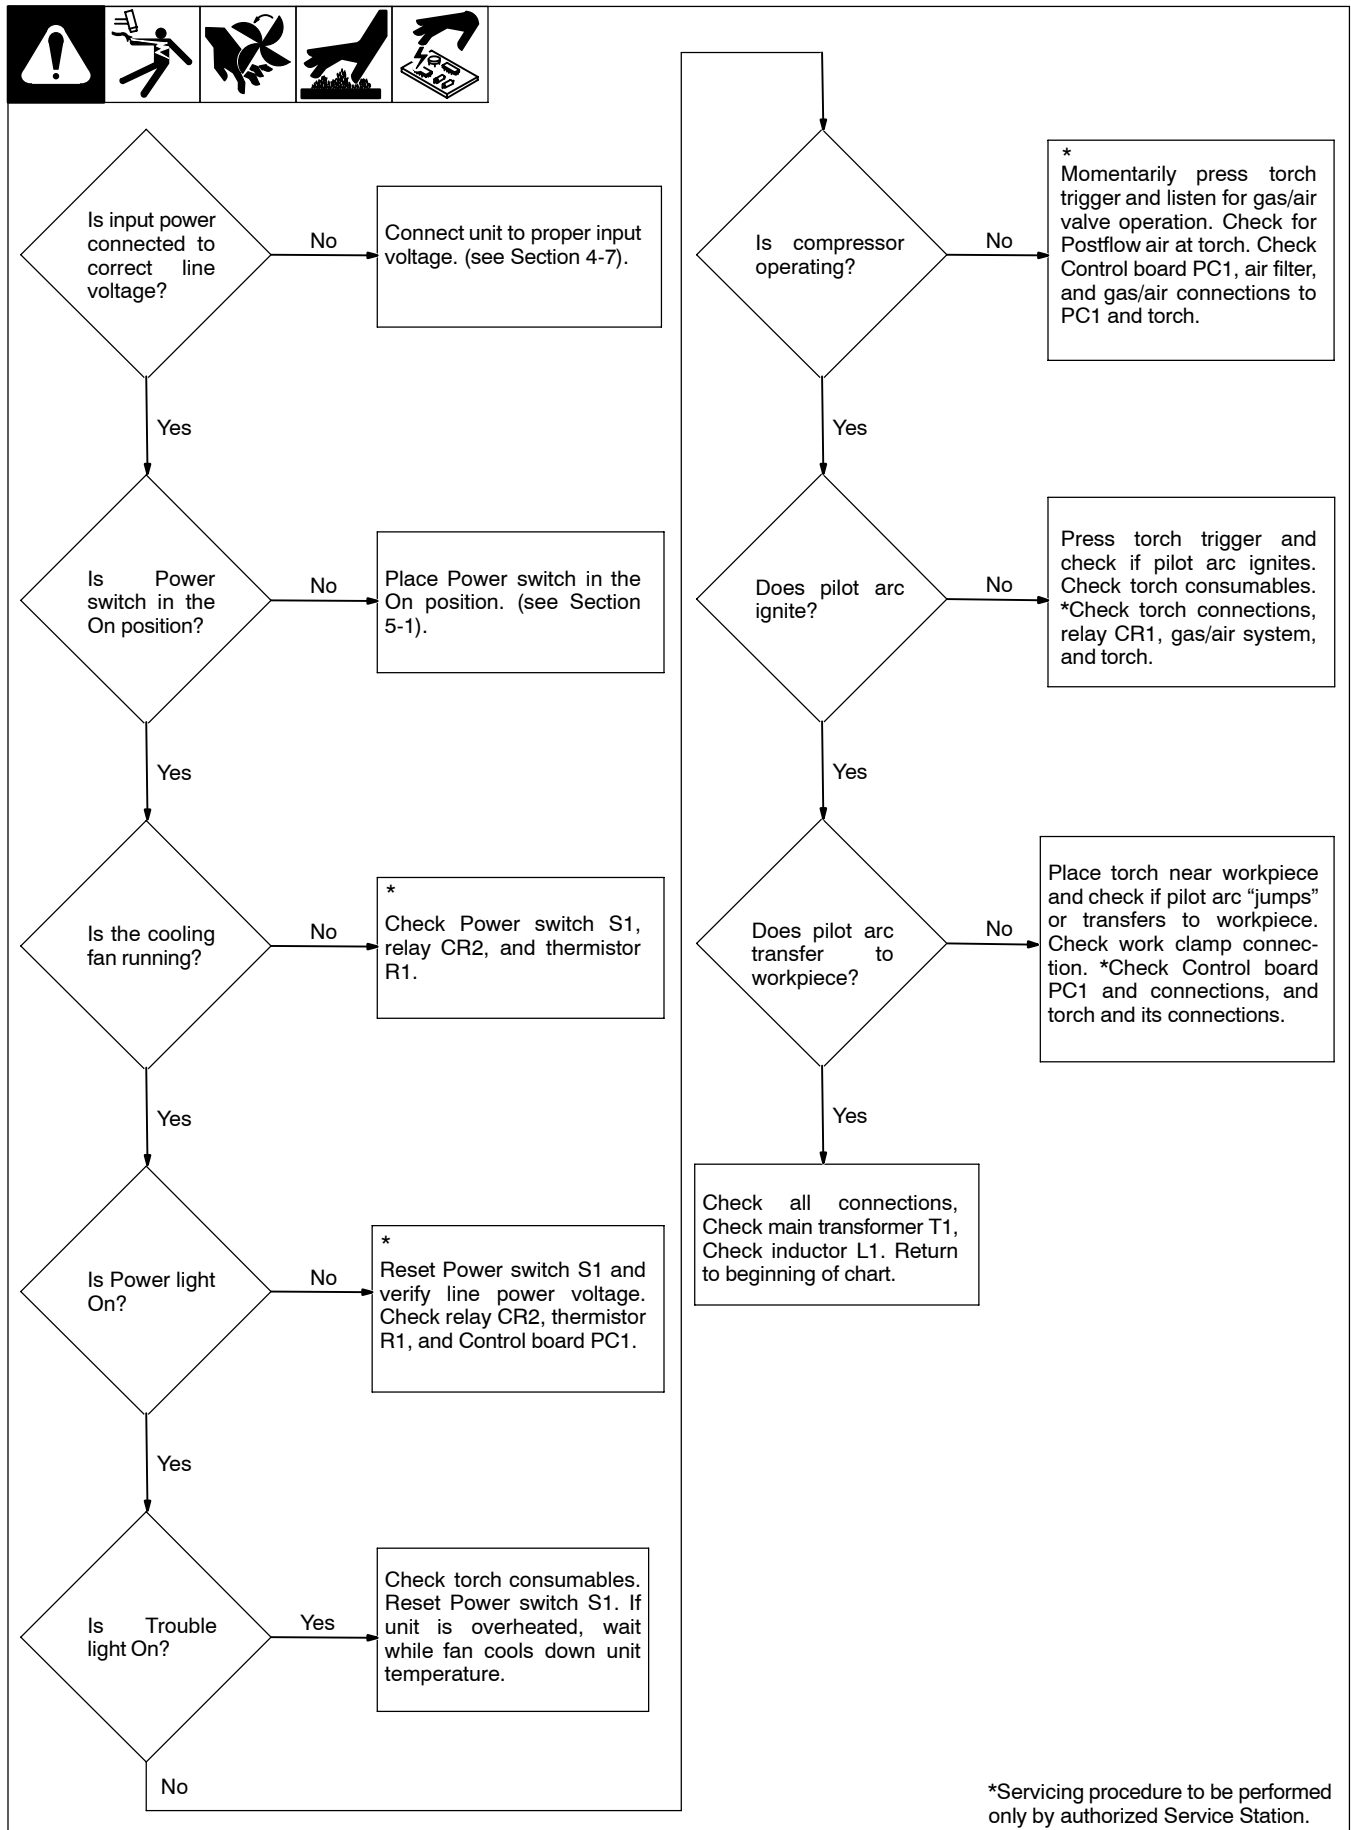 Is input power
connected to
correct line
voltage?
No
Connect unit to proper input
voltage. (see Section 4-7).
Yes
Is Power
switch in the
On position?
No
Place Power switch in the
On position. (see Section
5-1).
Yes
Is the cooling
fan running?
No
*
Check Power switch S1,
relay CR2, and thermistor
R1.
Yes
Is Power light
On?
No
*
Reset Power switch S1 and
verify line power voltage.
Check relay CR2, thermistor
R1, and Control board PC1.
Yes
Is Trouble
light On?
Yes
Check torch consumables.
Reset Power switch S1. If
unit is overheated, wait
while fan cools down unit
temperature.
No
Is compressor
operating?
No
*
Momentarily press torch
trigger and listen for gas/air
valve operation. Check for
Postflow air at torch. Check
Control board PC1, air filter,
and gas/air connections to
PC1 and torch.
Yes
Does pilot arc
ignite?
No
Press torch trigger and
check if pilot arc ignites.
Check torch consumables.
*Check torch connections,
relay CR1, gas/air system,
and torch.
Yes
Does pilot arc
transfer to
workpiece?
No
Place torch near workpiece
and check if pilot arc “jumps”
or transfers to workpiece.
Check work clamp connec-
tion. *Check Control board
PC1 and connections, and
torch and its connections.
Yes
Check all connections,
Check main transformer T1,
Check inductor L1. Return
to beginning of chart.
*Servicing procedure to be performed
only by authorized Service Station.